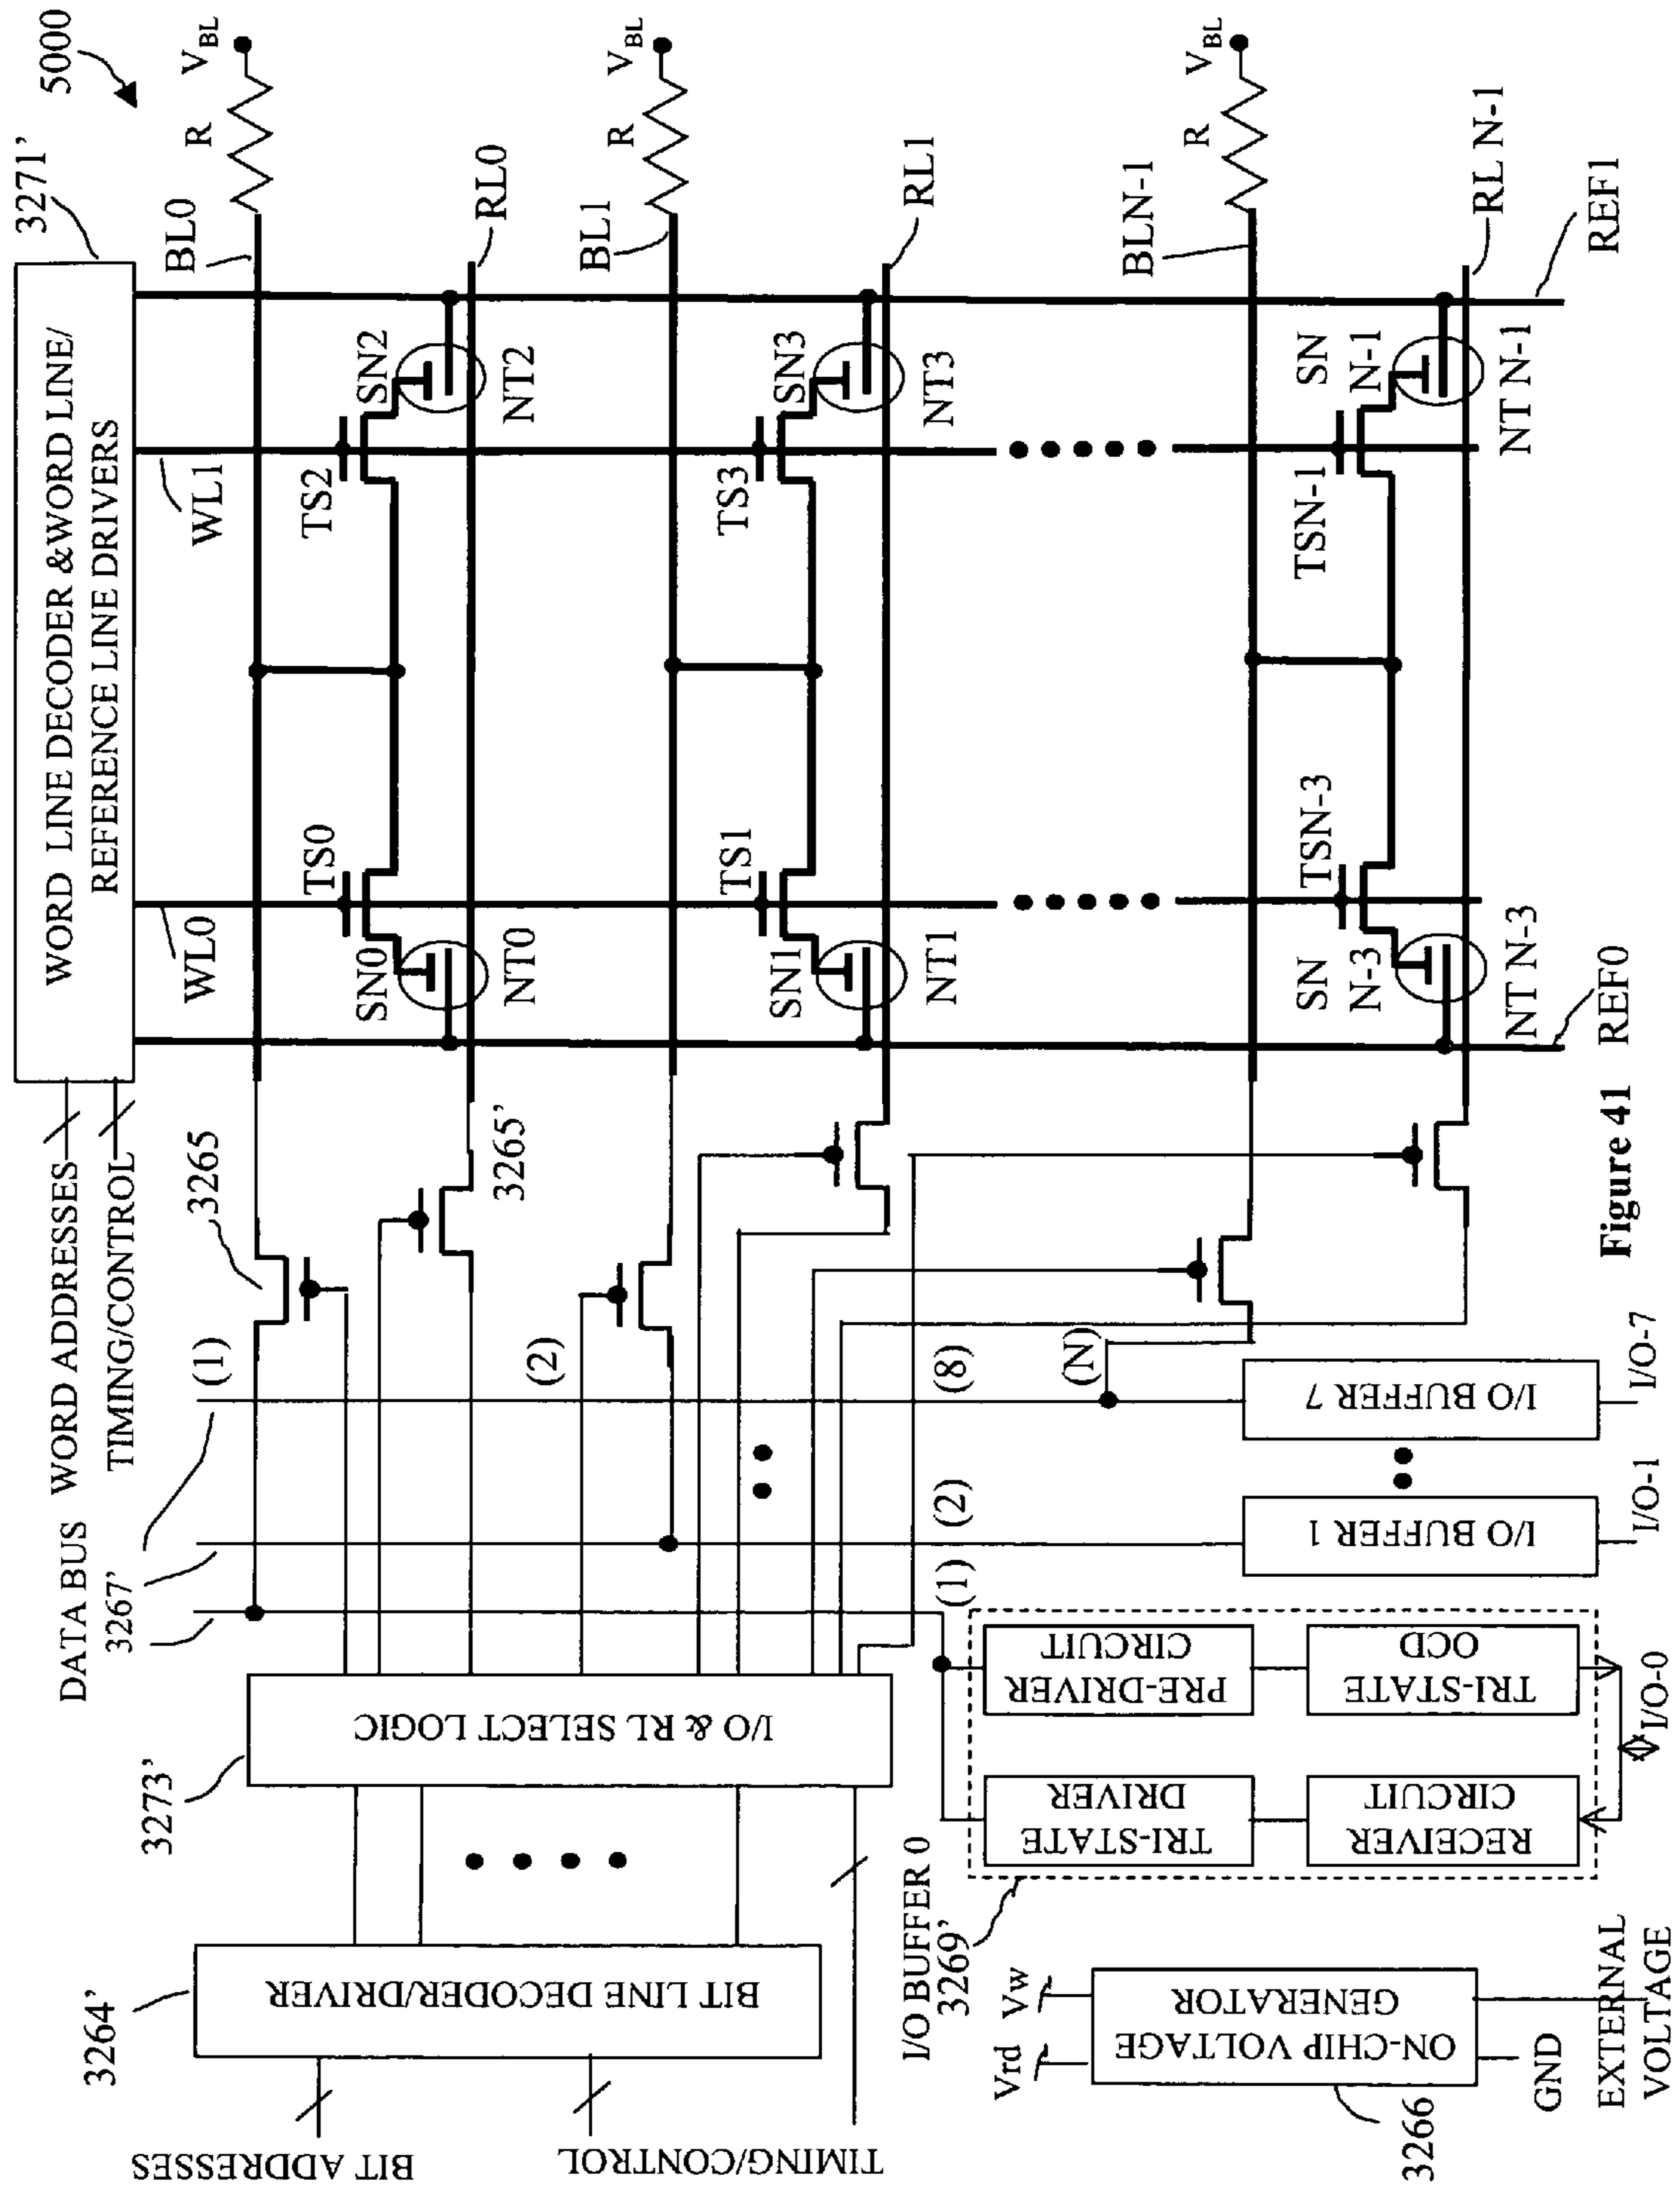 5000
3271’
WORD LINE DECODER &WORD LINE/
REFERENCE LINE DRIVERS
WORD ADDRESSES
TIMING/CONTROL
DATA BUS
3267’
BL0
R
V BL
RL0
WL0
WL1
TS0
SN0
NT0
TS2
SN2
NT2
3265
3265’
(1)
BL1
R
V BL
RL1
TS1
SN1
NT1
TS3
SN3
NT3
(2)
BLN-1
R
V BL
RL N-1
TSN-3
SN
N-3
NT N-3
TSN-1
SN
N-1
NT N-1
REF0
REF1
(1)
(2)
(8)
(N)
3264’
BIT LINE DECODER/DRIVER
BIT ADDRESSES
TIMING/CONTROL
TIMING/CONTROL
3273’
I/O & RL SELECT LOGIC
I/O BUFFER 0
3269’
TRI-STATE
DRIVER
RECEIVER
CIRCUIT
PRE-DRIVER
CIRCUIT
TRI-STATE
OCD
I/O-0
I/O BUFFER 1
I/O-1
I/O BUFFER 7
I/O-7
Vrd
Vw
ON-CHIP VOLTAGE
GENERATOR
3266
GND
EXTERNAL
VOLTAGE
Figure 41